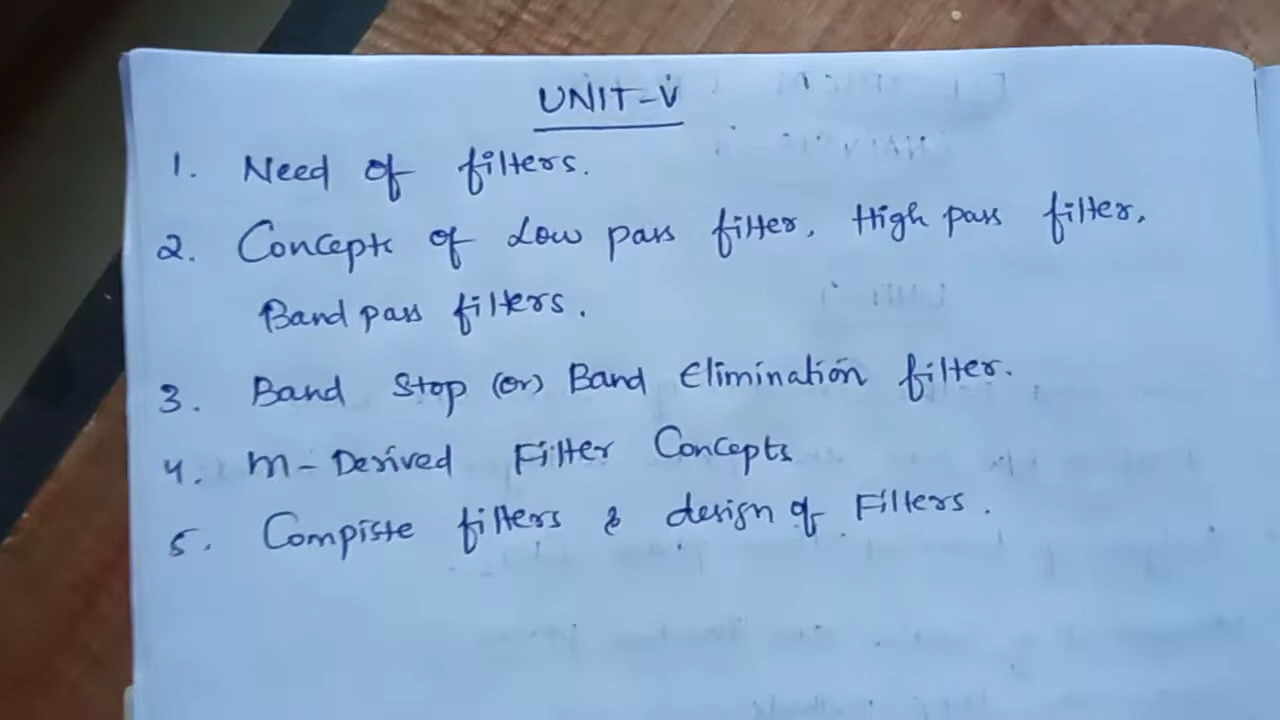 UNIT-V
1. Need of filters.
2. Concepts of Low pass filter, High pass filter,
Band pass filters.
3. Band Stop (or) Band Elimination filter.
4. m-Derived Filter Concepts
5. Compiste filters & design of Filters.